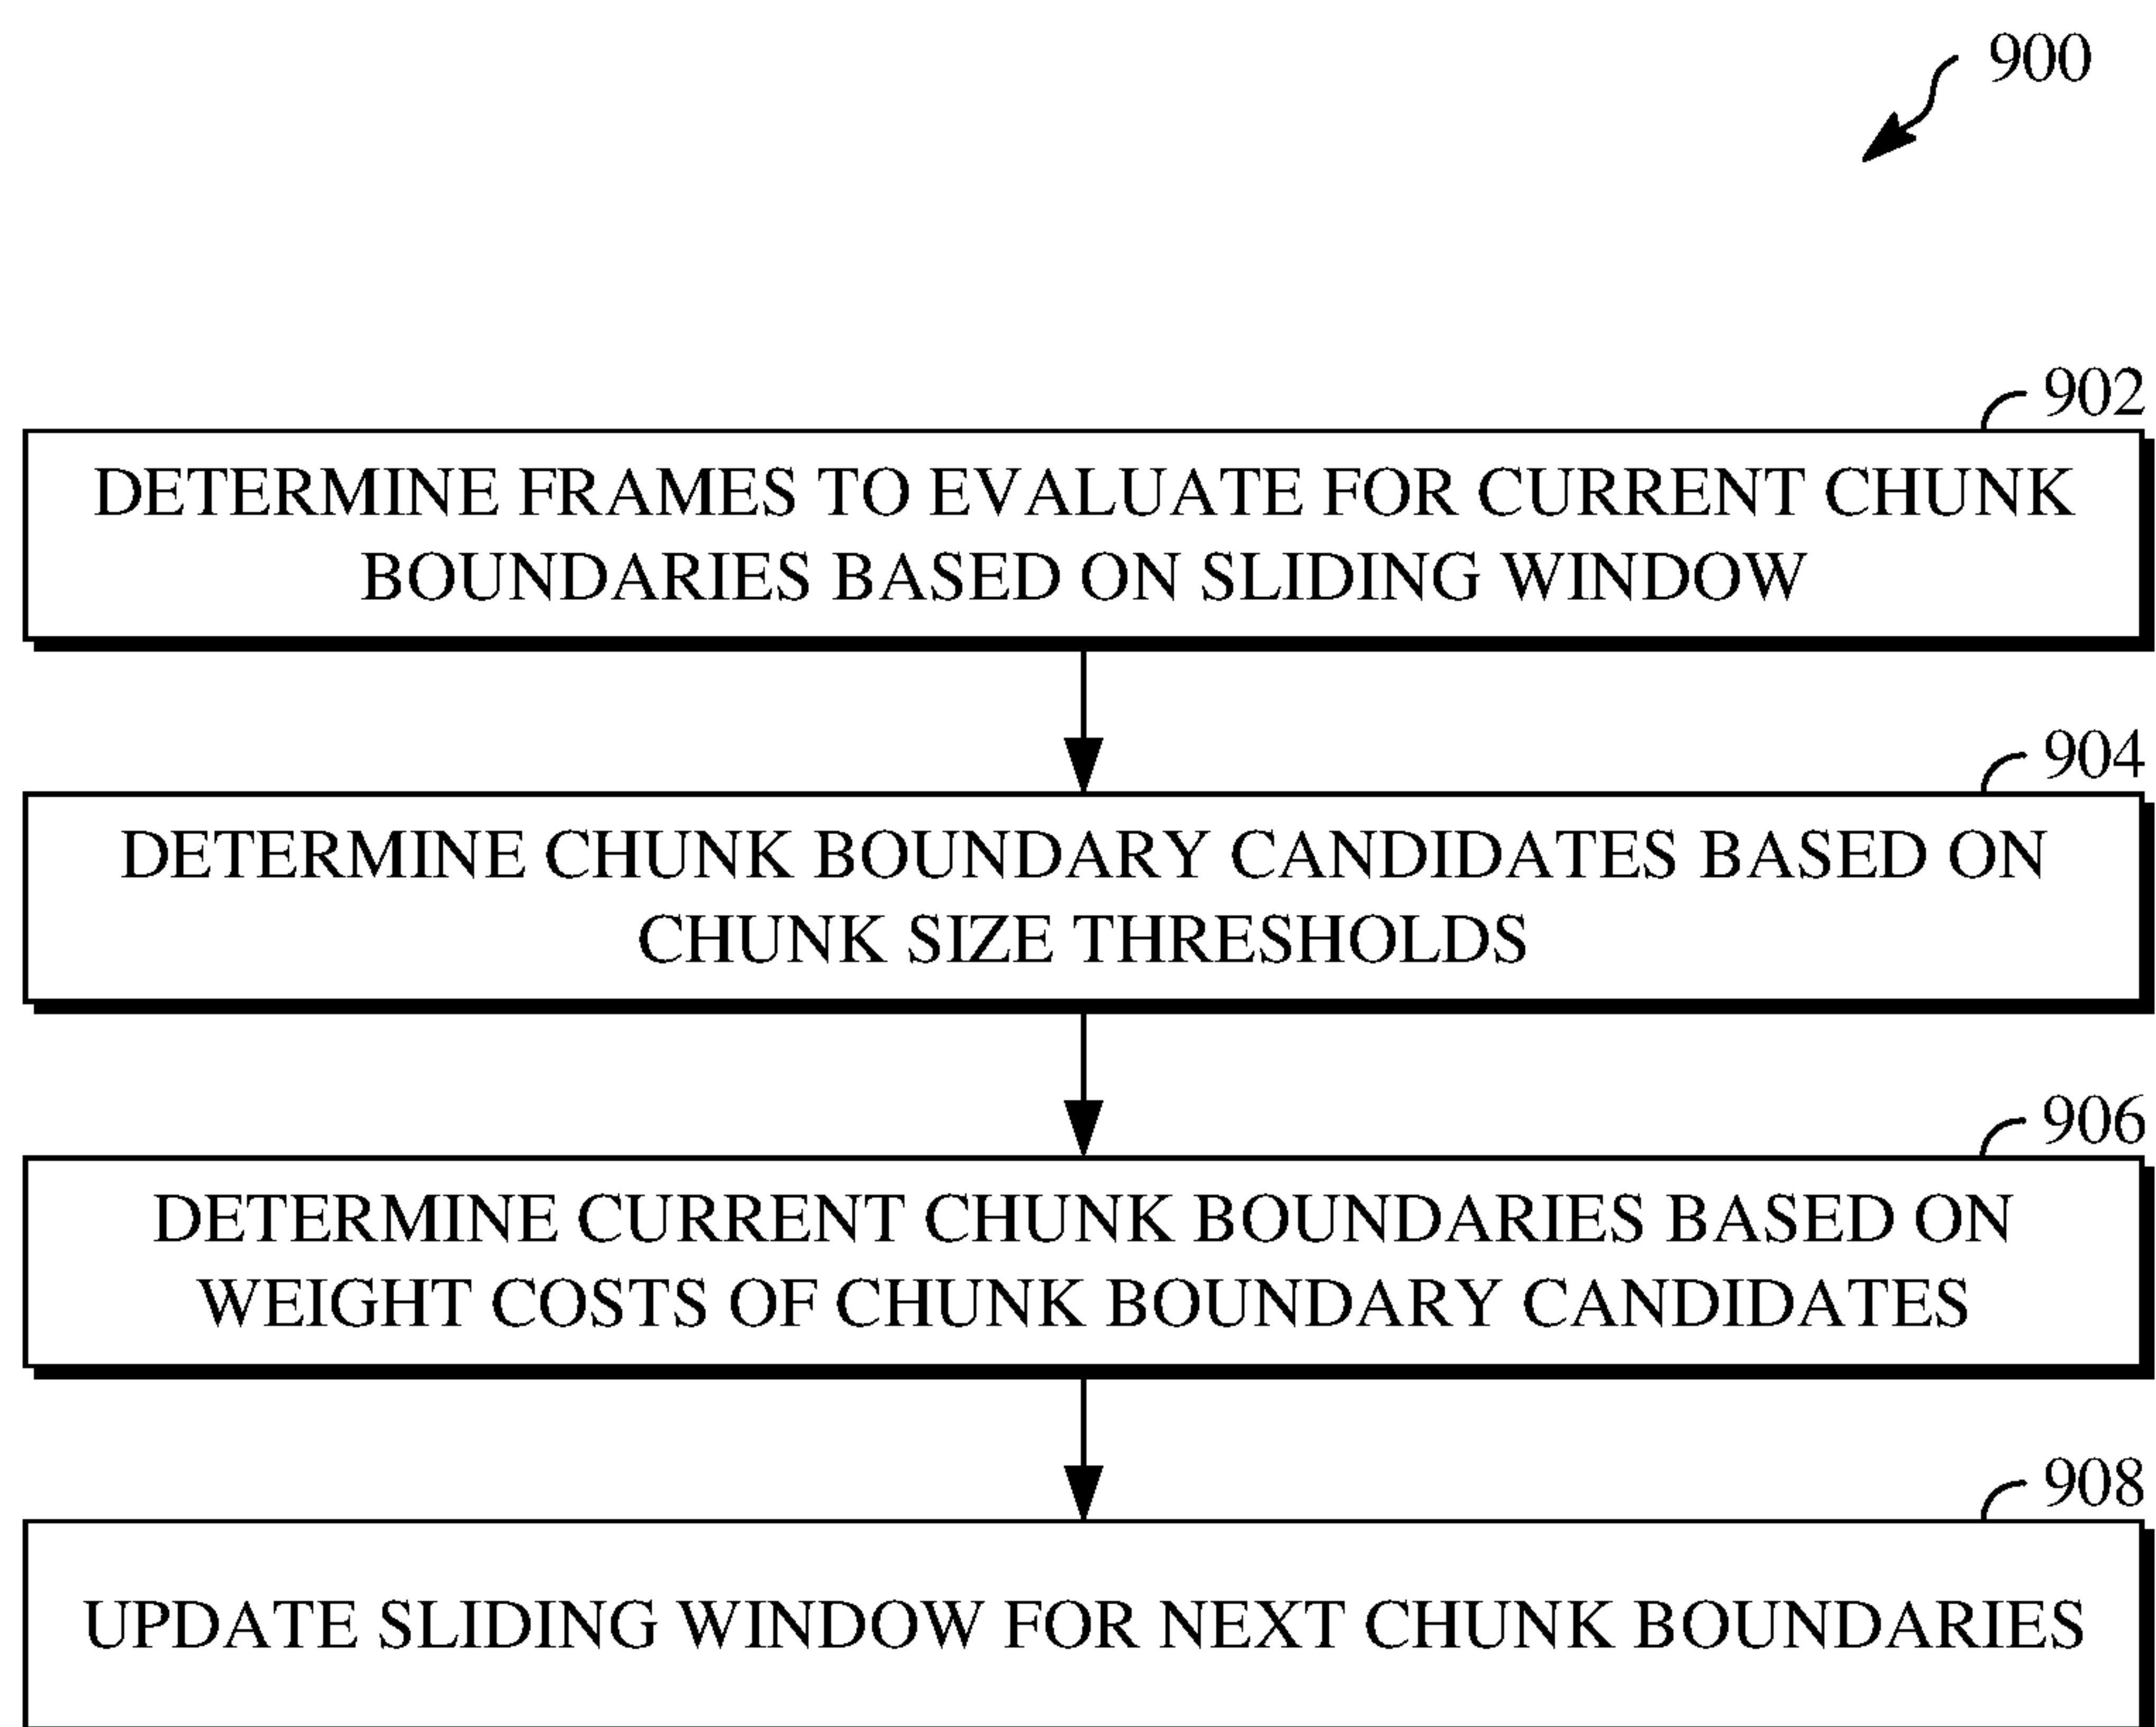 900
902
DETERMINE FRAMES TO EVALUATE FOR CURRENT CHUNK
BOUNDARIES BASED ON SLIDING WINDOW
904
DETERMINE CHUNK BOUNDARY CANDIDATES BASED ON
CHUNK SIZE THRESHOLDS
906
DETERMINE CURRENT CHUNK BOUNDARIES BASED ON
WEIGHT COSTS OF CHUNK BOUNDARY CANDIDATES
908
UPDATE SLIDING WINDOW FOR NEXT CHUNK BOUNDARIES